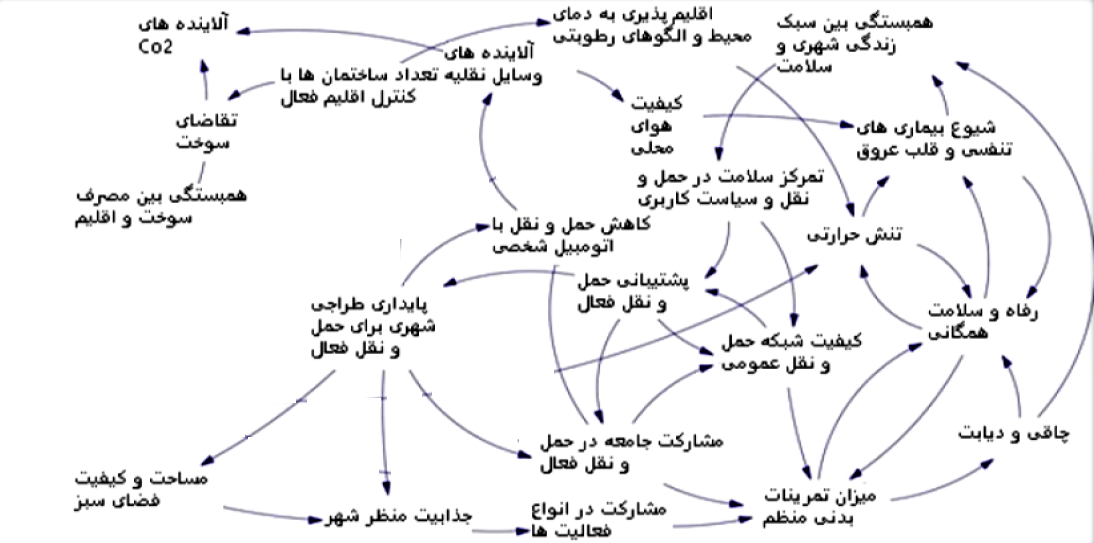 آلاینده های
Co2
اقلیم پذیری به دمای
محیط و الگوهای رطوبتی
همبستگی بین سبک
زندگی شهری و
سلامت
آلاینده های
وسایل نقلیه
تعداد ساختمان ها با
کنترل اقلیم فعال
کیفیت
هوای
محلی
تقاضای
سوخت
شیوع بیماری های
تنفسی و قلب عروق
همبستگی بین مصرف
سوخت و اقلیم
تمرکز سلامت در حمل و
نقل و سیاست کاربری
کاهش حمل و نقل با
اتومبیل شخصی
تنش حرارتی
پشتیبانی حمل
و نقل فعال
پایداری طراحی
شهری برای حمل
و نقل فعال
رفاه و سلامت
همگانی
کیفیت شبکه حمل
و نقل عمومی
چاقی و دیابت
مشارکت جامعه در حمل
و نقل فعال
مساحت و کیفیت
فضای سبز
میزان تمرینات
بدنی منظم
جذابیت منظر شهر
مشارکت در انواع
فعالیت ها